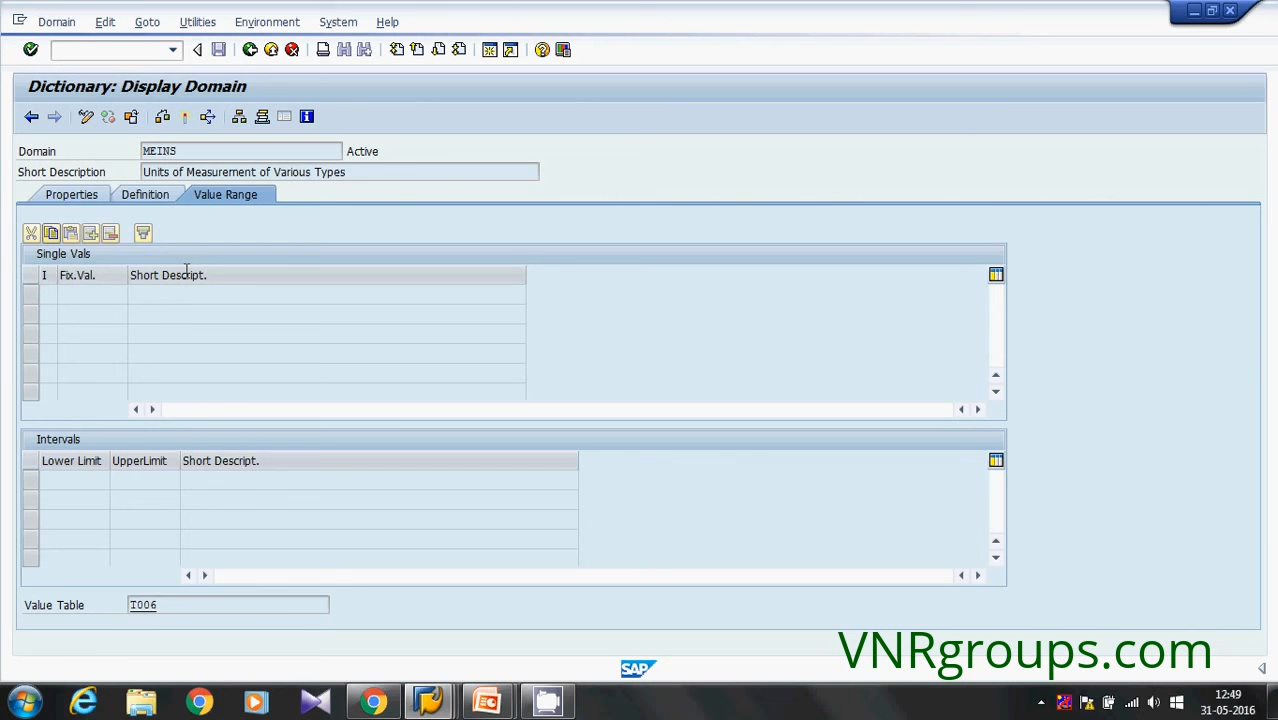 Domain Edit Goto Utilities Environment System Help
Dictionary: Display Domain
Domain MEINS Active
Short Description Units of Measurement of Various Types
Properties Definition Value Range
Single Vals
I Fix.Val. Short Descript.
Intervals
Lower Limit UpperLimit Short Descript.
Value Table T006
VNRgroups.com
SAP
12:49
31-05-2016